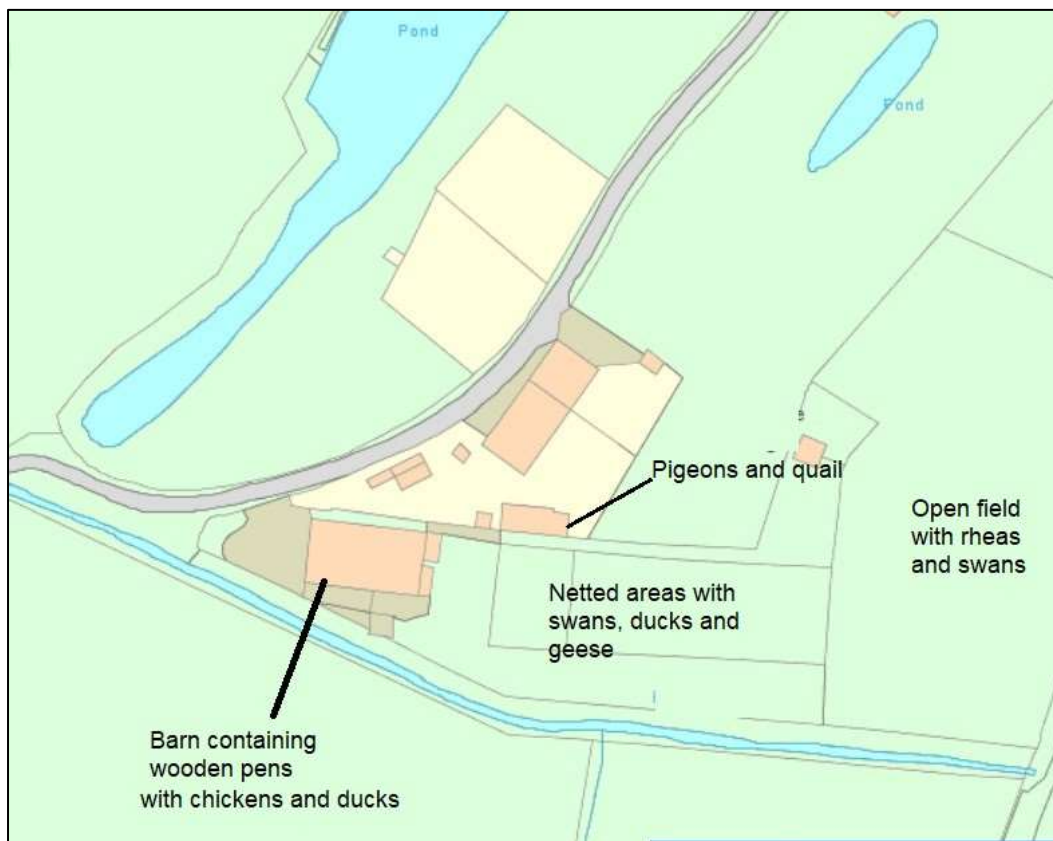 Pond
Pond
Pigeons and quail
Open field
with rheas
and swans
Netted areas with
swans, ducks and
geese
Barn containing
wooden pens
with chickens and ducks